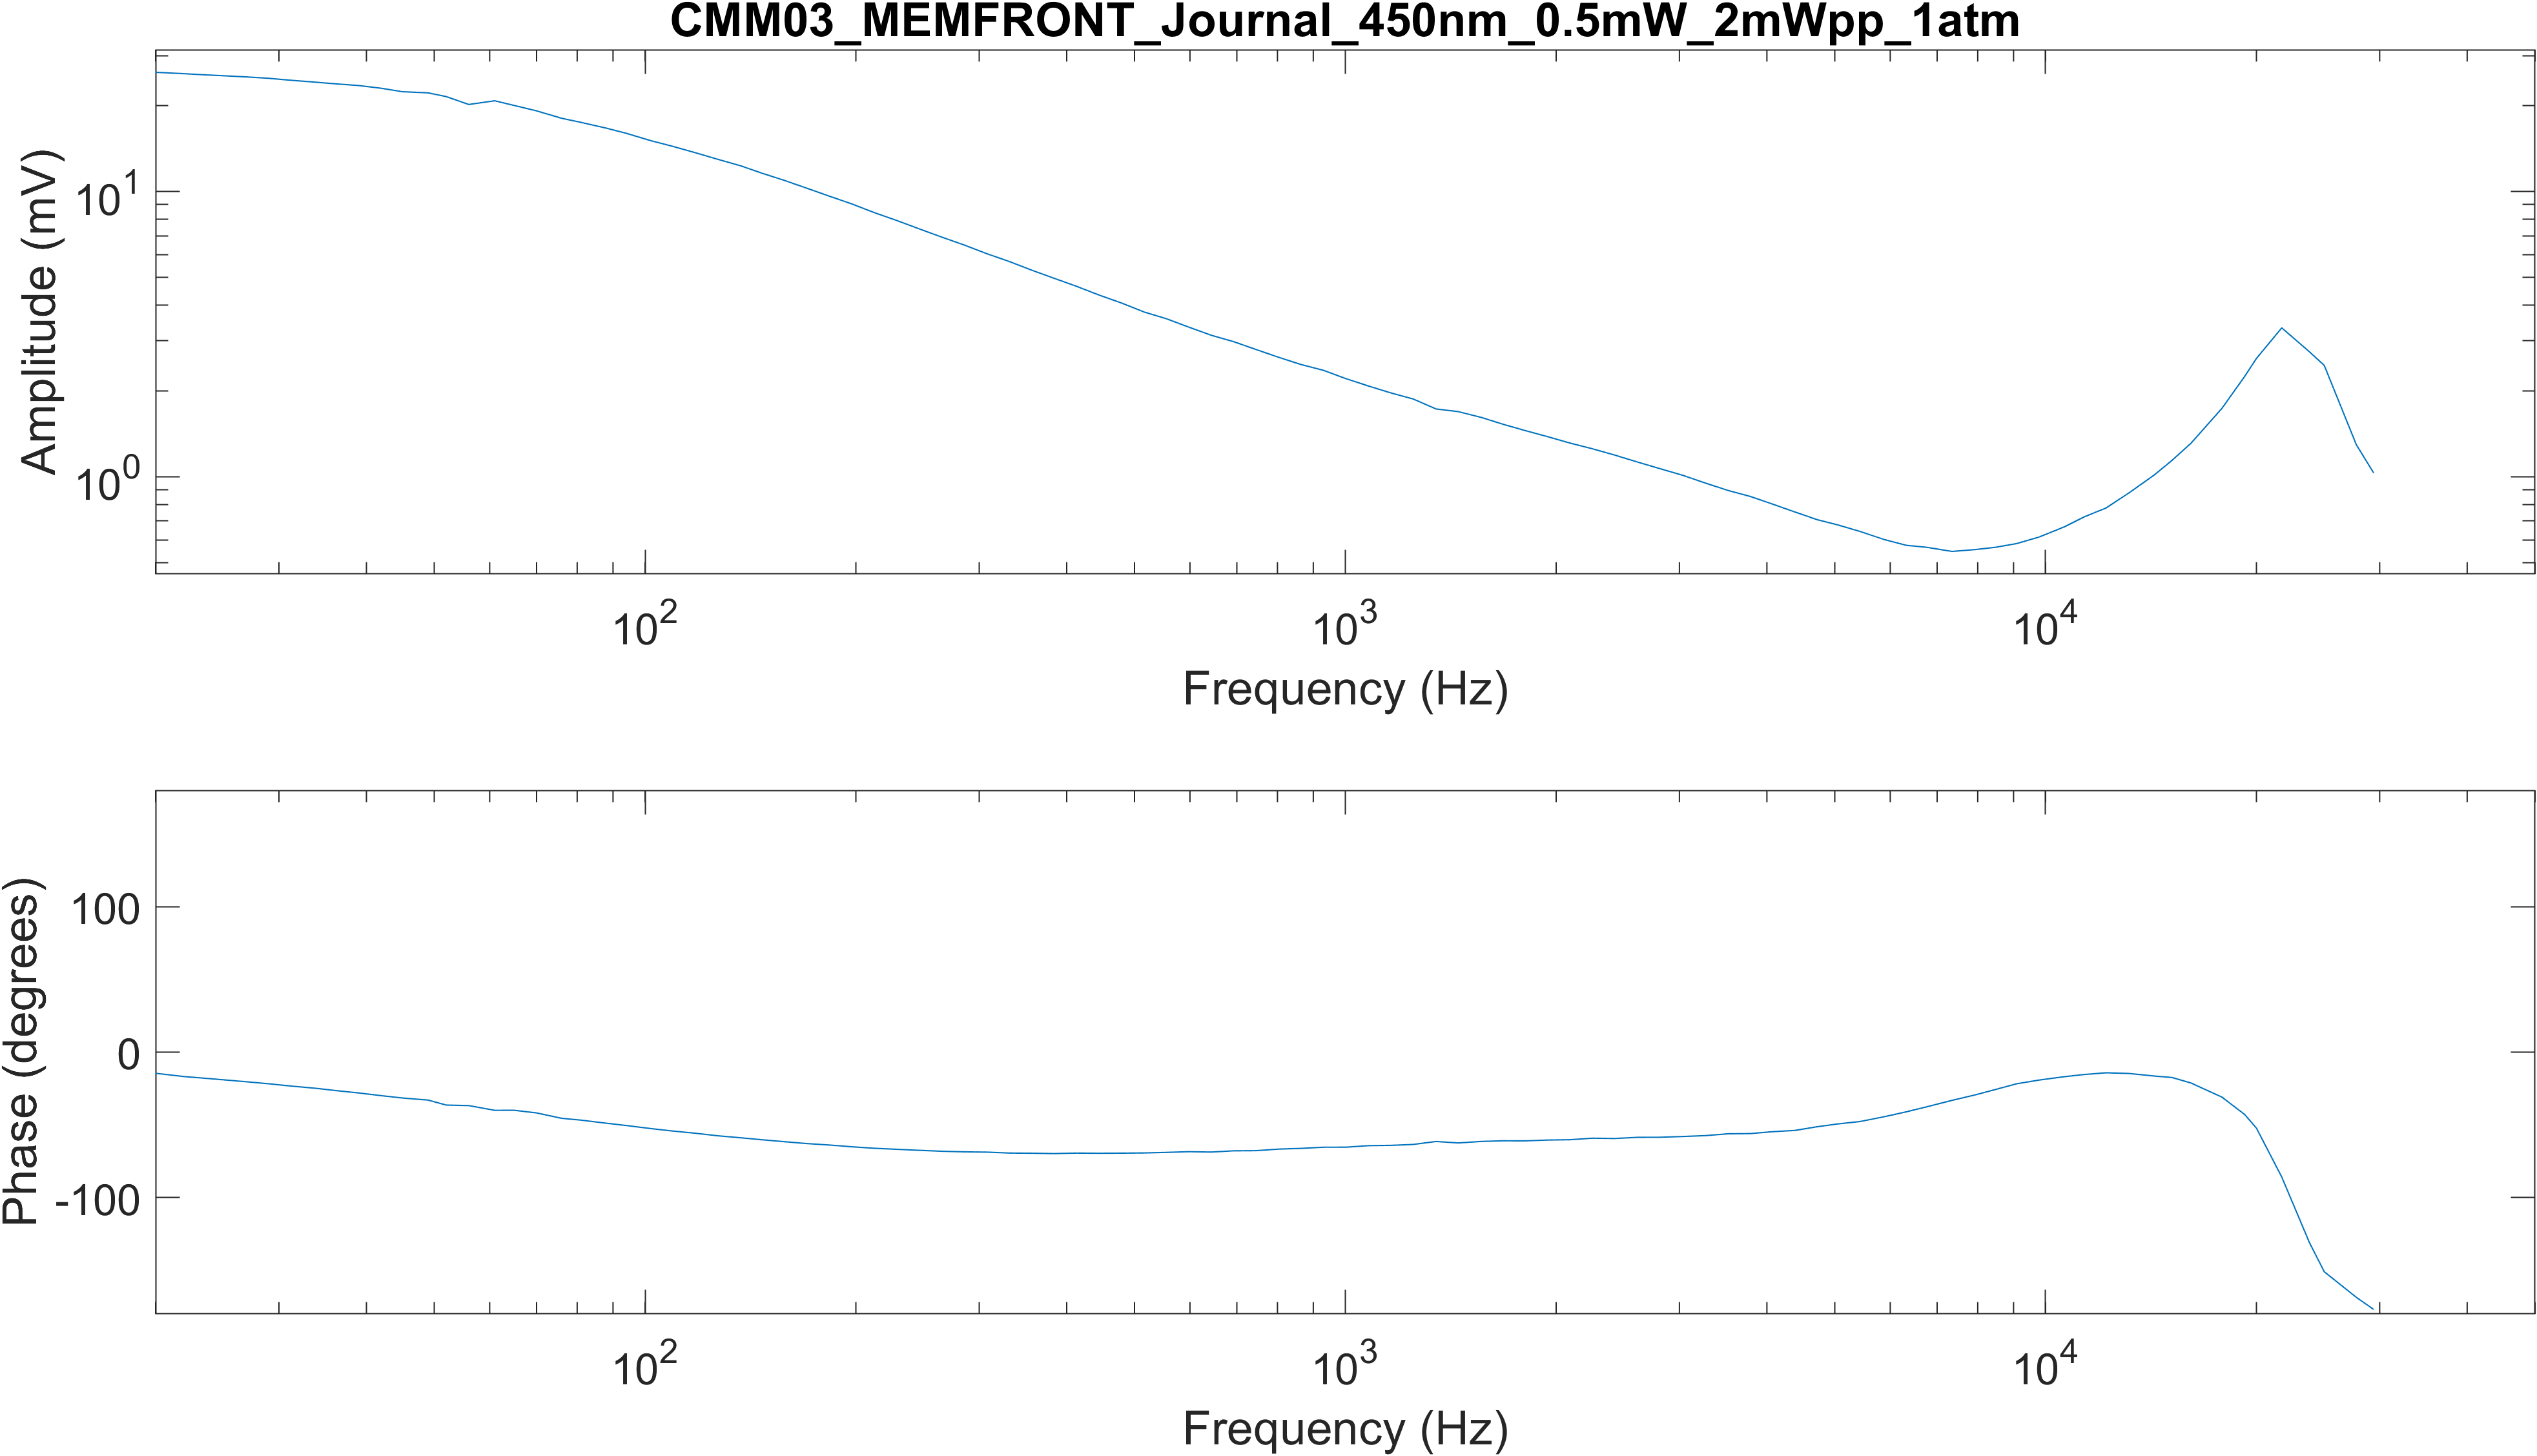 CMM03_MEMFRONT_Journal_450nm_0.5mW_2mWpp_1atm
Amplitude (mV)
10^1
10^0
10^2 10^3 10^4
Frequency (Hz)
Phase (degrees)
100
0
-100
10^2 10^3 10^4
Frequency (Hz)